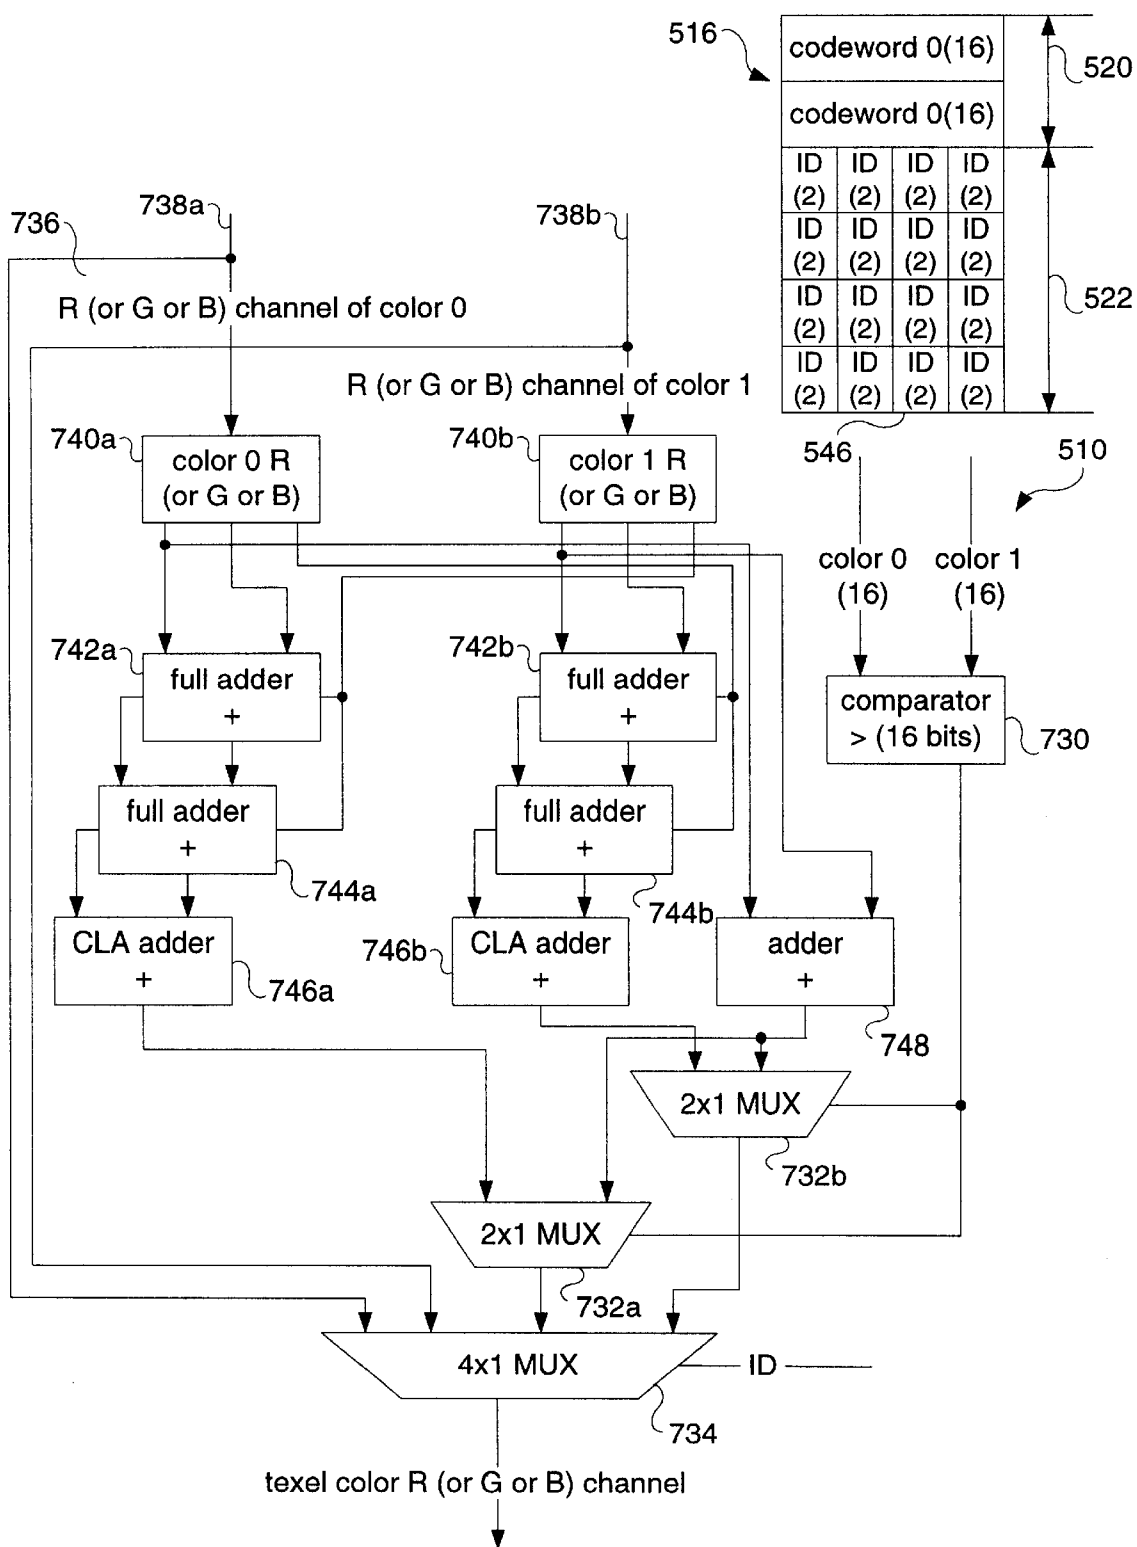 516
codeword 0(16)
520
codeword 0(16)
ID ID ID ID
(2) (2) (2) (2)
ID ID ID ID
(2) (2) (2) (2)
ID ID ID ID
(2) (2) (2) (2)
ID ID ID ID
(2) (2) (2) (2)
522
546
510
736
738a
738b
R (or G or B) channel of color 0
R (or G or B) channel of color 1
740a
color 0 R
(or G or B)
740b
color 1 R
(or G or B)
color 0
(16)
color 1
(16)
742a
full adder
+
742b
full adder
+
comparator
> (16 bits)
730
full adder
+
744a
full adder
+
744b
CLA adder
+
746a
746b
CLA adder
+
adder
+
748
2x1 MUX
732b
2x1 MUX
732a
4x1 MUX
ID
734
texel color R (or G or B) channel